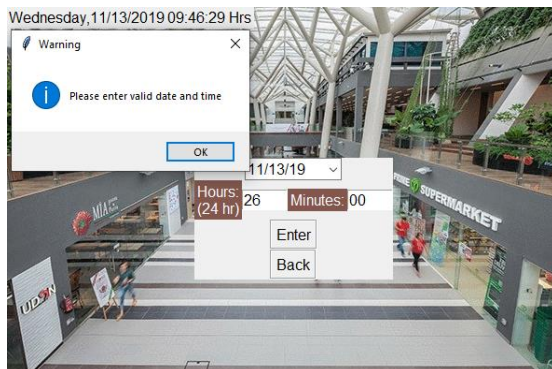 Wednesday,11/13/2019 09:46:29 Hrs
Warning
Please enter valid date and time
OK
11/13/19
Hours:
(24 hr)
26
Minutes:
00
Enter
Back
MIA
UDON
SUPERMARKET